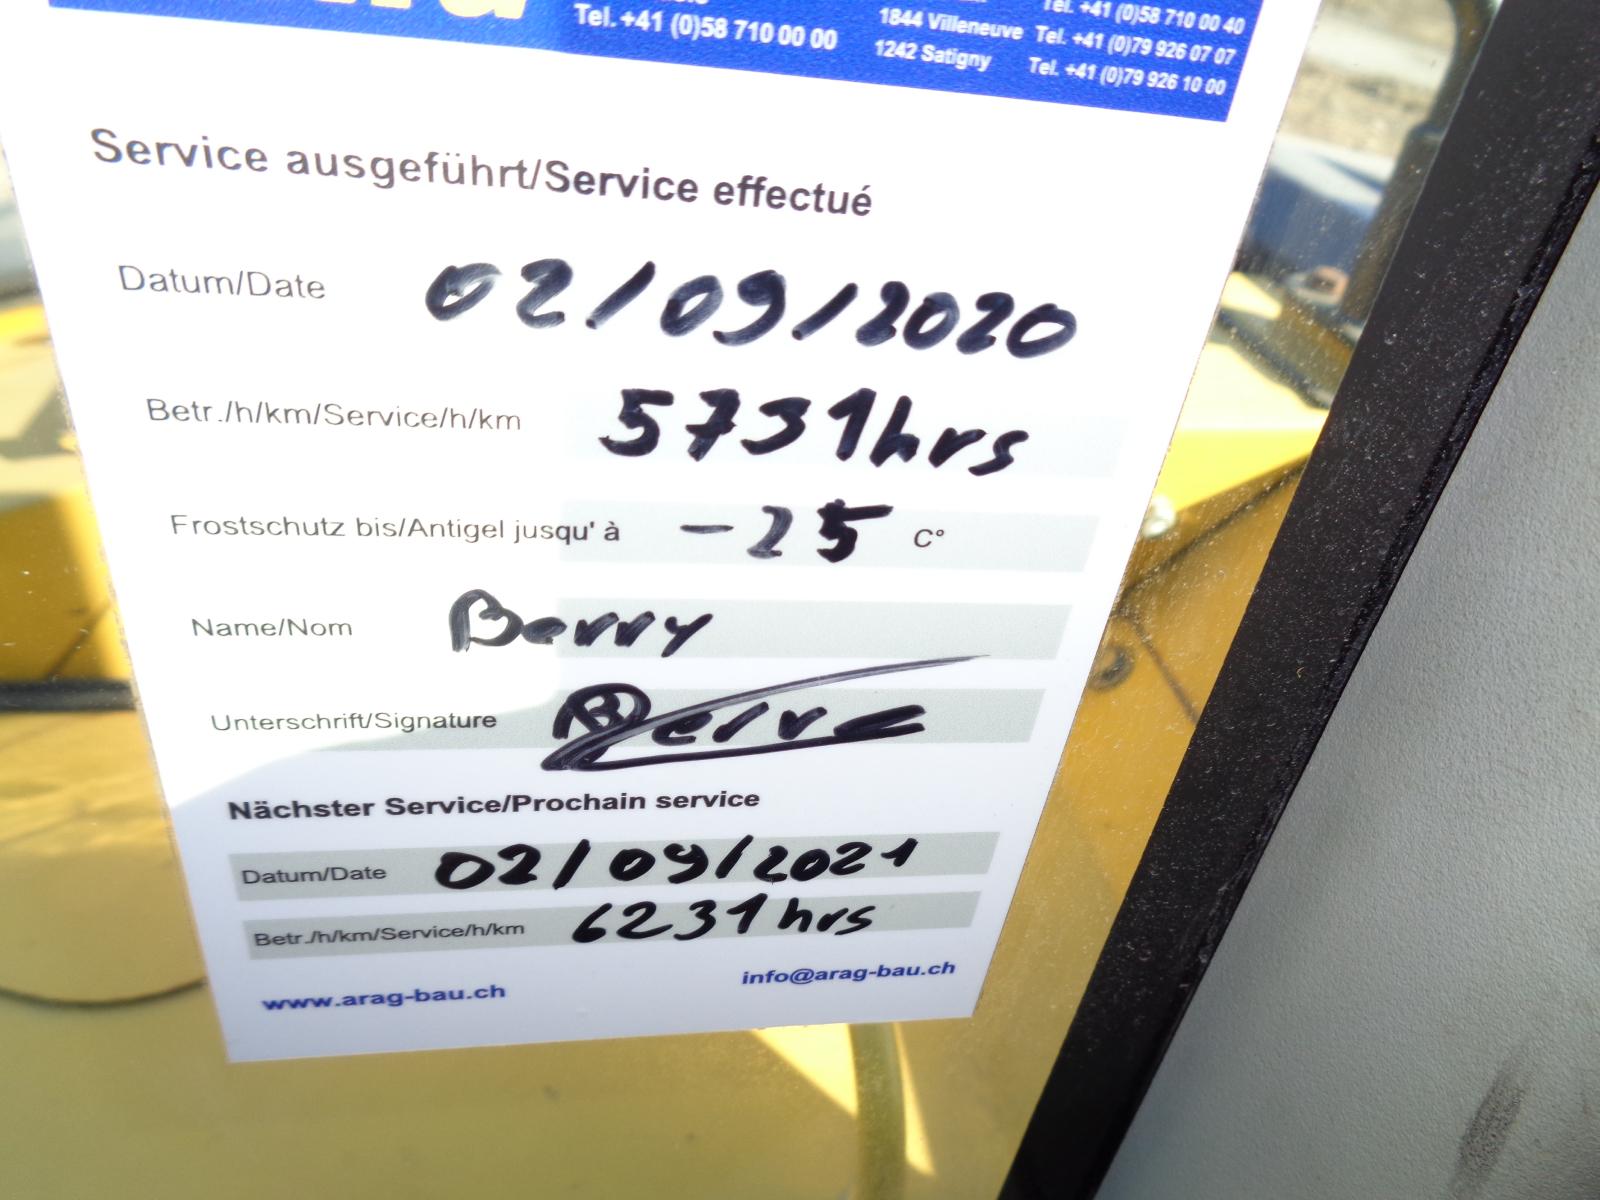 Tel. +41 (0)58 710 00 00
Tel. +41 (0)58 710 00 40
1844 Villeneuve Tel. +41 (0)79 926 07 07
1242 Satigny Tel. +41 (0)79 926 10 00
Service ausgeführt/Service effectué
Datum/Date 02/09/2020
Betr./h/km/Service/h/km 5731hrs
Frostschutz bis/Antigel jusqu' à -25 C°
Name/Nom Berry
Unterschrift/Signature
Nächster Service/Prochain service
Datum/Date 02/09/2021
Betr./h/km/Service/h/km 6231hrs
www.arag-bau.ch info@arag-bau.ch